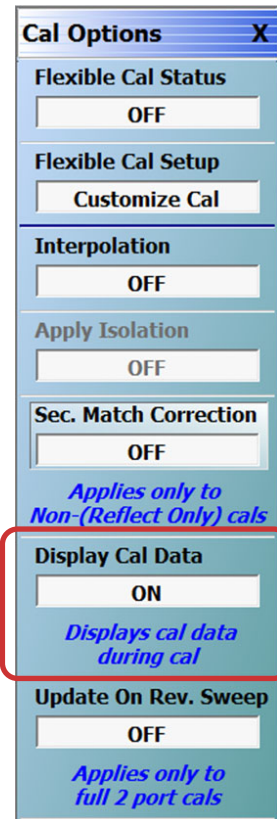 Cal Options X
Flexible Cal Status
OFF
Flexible Cal Setup
Customize Cal
Interpolation
OFF
Apply Isolation
OFF
Sec. Match Correction
OFF
Applies only to
Non-(Reflect Only) cals
Display Cal Data
ON
Displays cal data
during cal
Update On Rev. Sweep
OFF
Applies only to
full 2 port cals